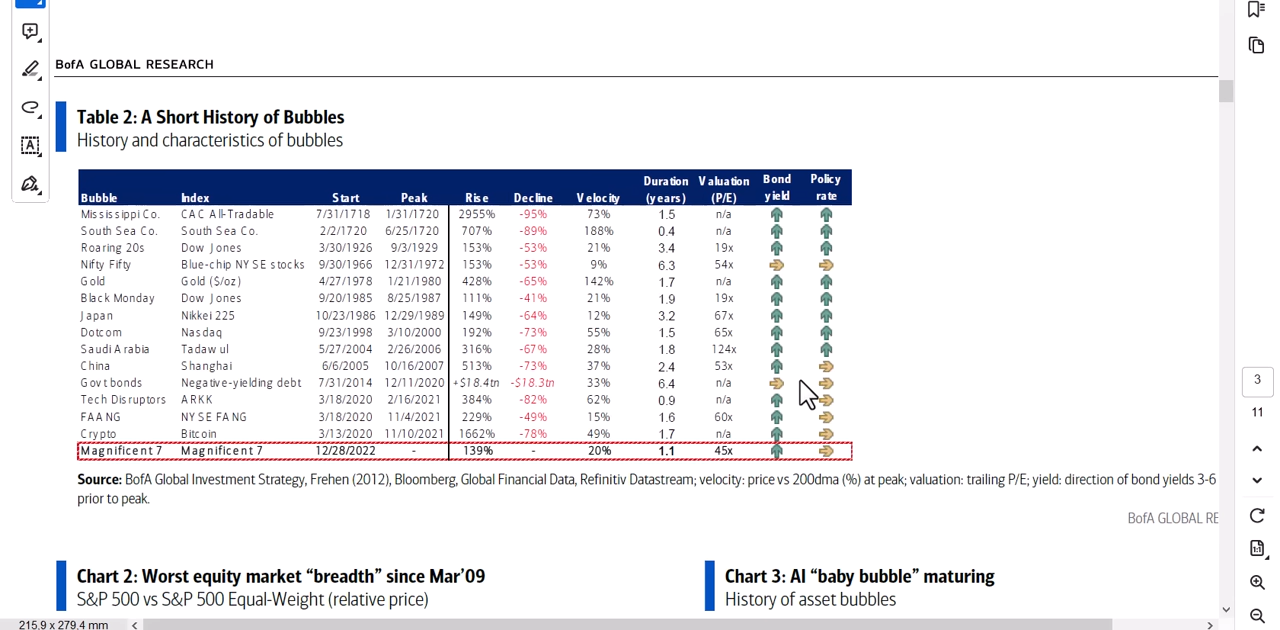 BofA GLOBAL RESEARCH
Table 2: A Short History of Bubbles
History and characteristics of bubbles
Bubble Index Start Peak Rise Decline Velocity Duration (years) Valuation (P/E) Bond yield Policy rate
Mississippi Co. CAC All-Tradable 7/31/1718 1/31/1720 2955% -95% 73% 1.5 n/a
South Sea Co. South Sea Co. 2/2/1720 6/25/1720 707% -89% 188% 0.4 n/a
Roaring 20s Dow Jones 3/30/1926 9/3/1929 153% -53% 21% 3.4 19x
Nifty Fifty Blue-chip NYSE stocks 9/30/1966 12/31/1972 153% -53% 9% 6.3 54x
Gold Gold ($/oz) 4/27/1978 1/21/1980 428% -65% 142% 1.7 n/a
Black Monday Dow Jones 9/20/1985 8/25/1987 111% -41% 21% 1.9 19x
Japan Nikkei 225 10/23/1986 12/29/1989 149% -64% 12% 3.2 67x
Dotcom Nasdaq 9/23/1998 3/10/2000 192% -73% 55% 1.5 65x
Saudi Arabia Tadawul 5/27/2004 2/26/2006 316% -67% 28% 1.8 124x
China Shanghai 6/6/2005 10/16/2007 513% -73% 37% 2.4 53x
Govt bonds Negative-yielding debt 7/31/2014 12/11/2020 +$18.4tn -$18.3tn 33% 6.4 n/a
Tech Disruptors ARKK 3/18/2020 2/16/2021 384% -82% 62% 0.9 n/a
FAANG NYSE FANG 3/18/2020 11/4/2021 229% -49% 15% 1.6 60x
Crypto Bitcoin 3/13/2020 11/10/2021 1662% -78% 49% 1.7 n/a
Magnificent 7 Magnificent 7 12/28/2022 - 139% - 20% 1.1 45x
Source: BofA Global Investment Strategy, Frehen (2012), Bloomberg, Global Financial Data, Refinitiv Datastream; velocity: price vs 200dma (%) at peak; valuation: trailing P/E; yield: direction of bond yields 3-6
prior to peak.
BofA GLOBAL RE
Chart 2: Worst equity market “breadth” since Mar’09
S&P 500 vs S&P 500 Equal-Weight (relative price)
Chart 3: AI “baby bubble” maturing
History of asset bubbles
3
11
1:1
215.9 x 279.4 mm